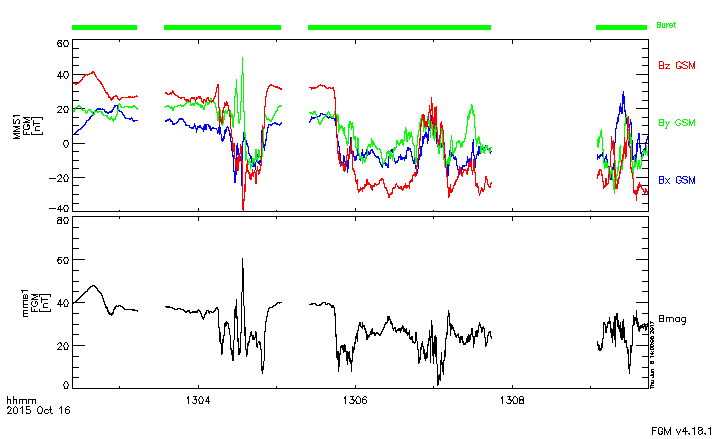 Burst
60
40
20
0
−20
−40
MMS1
FGM
[nT]
Bz GSM
By GSM
Bx GSM
80
60
40
20
0
mms1
FGM
[nT]
Bmag
hhmm
2015 Oct 16
1304
1306
1308
FGM v4.18.1